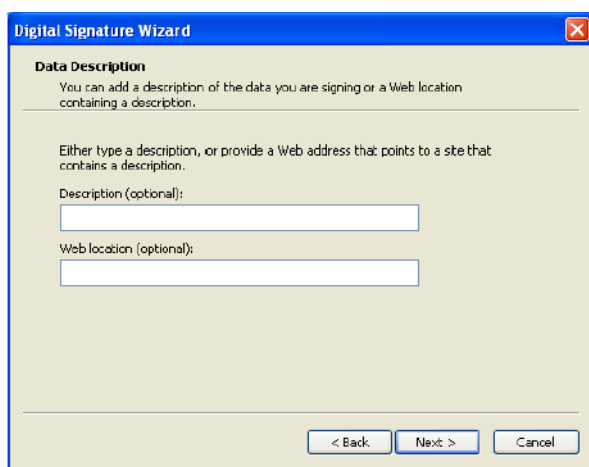 Digital Signature Wizard
Data Description
You can add a description of the data you are signing or a Web location
containing a description.
Either type a description, or provide a Web address that points to a site that
contains a description.
Description (optional):
Web location (optional):
< Back Next > Cancel